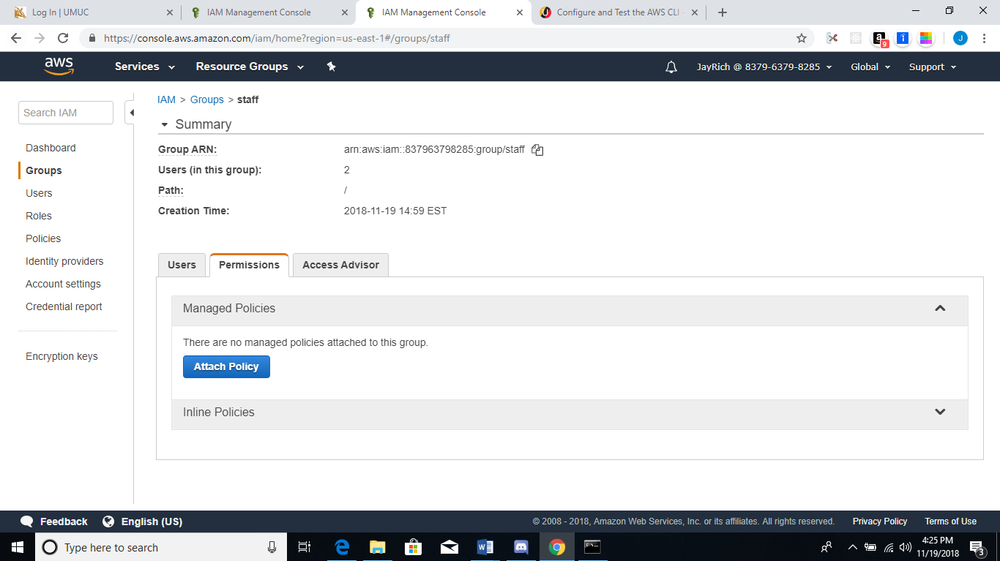 Log In | UMUC
IAM Management Console
IAM Management Console
Configure and Test the AWS CLI
https://console.aws.amazon.com/iam/home?region=us-east-1#/groups/staff
a
9
i
J
aws
Services
Resource Groups
JayRich @ 8379-6379-8285
Global
Support
Search IAM
Dashboard
Groups
Users
Roles
Policies
Identity providers
Account settings
Credential report
Encryption keys
IAM > Groups > staff
Summary
Group ARN: arn:aws:iam::837963798285:group/staff
Users (in this group): 2
Path: /
Creation Time: 2018-11-19 14:59 EST
Users
Permissions
Access Advisor
Managed Policies
There are no managed policies attached to this group.
Attach Policy
Inline Policies
Feedback
English (US)
© 2008 - 2018, Amazon Web Services, Inc. or its affiliates. All rights reserved.
Privacy Policy
Terms of Use
Type here to search
4:25 PM
11/19/2018
3